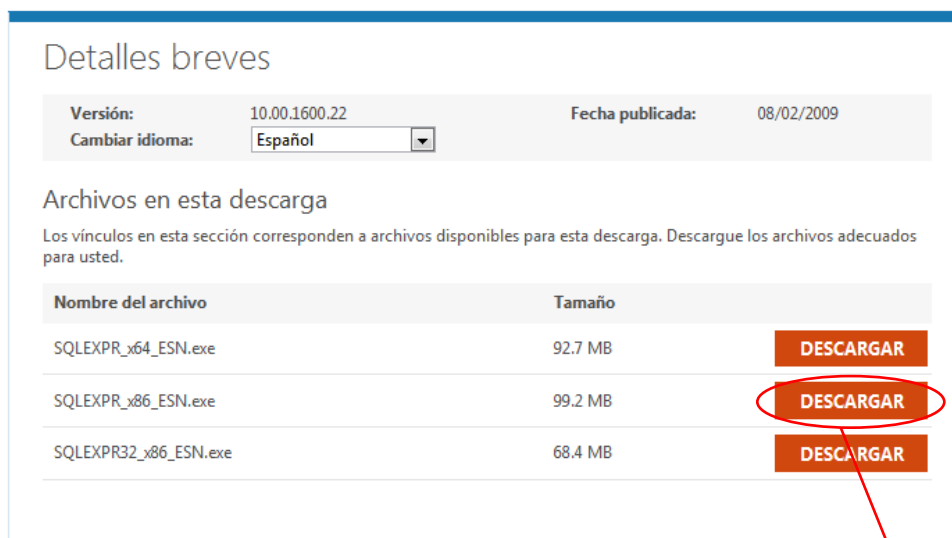 Detalles breves
Versión: 10.00.1600.22 Fecha publicada: 08/02/2009
Cambiar idioma: Español
Archivos en esta descarga
Los vínculos en esta sección corresponden a archivos disponibles para esta descarga. Descargue los archivos adecuados
para usted.
Nombre del archivo Tamaño
SQLEXPR_x64_ESN.exe 92.7 MB DESCARGAR
SQLEXPR_x86_ESN.exe 99.2 MB DESCARGAR
SQLEXPR32_x86_ESN.exe 68.4 MB DESCARGAR